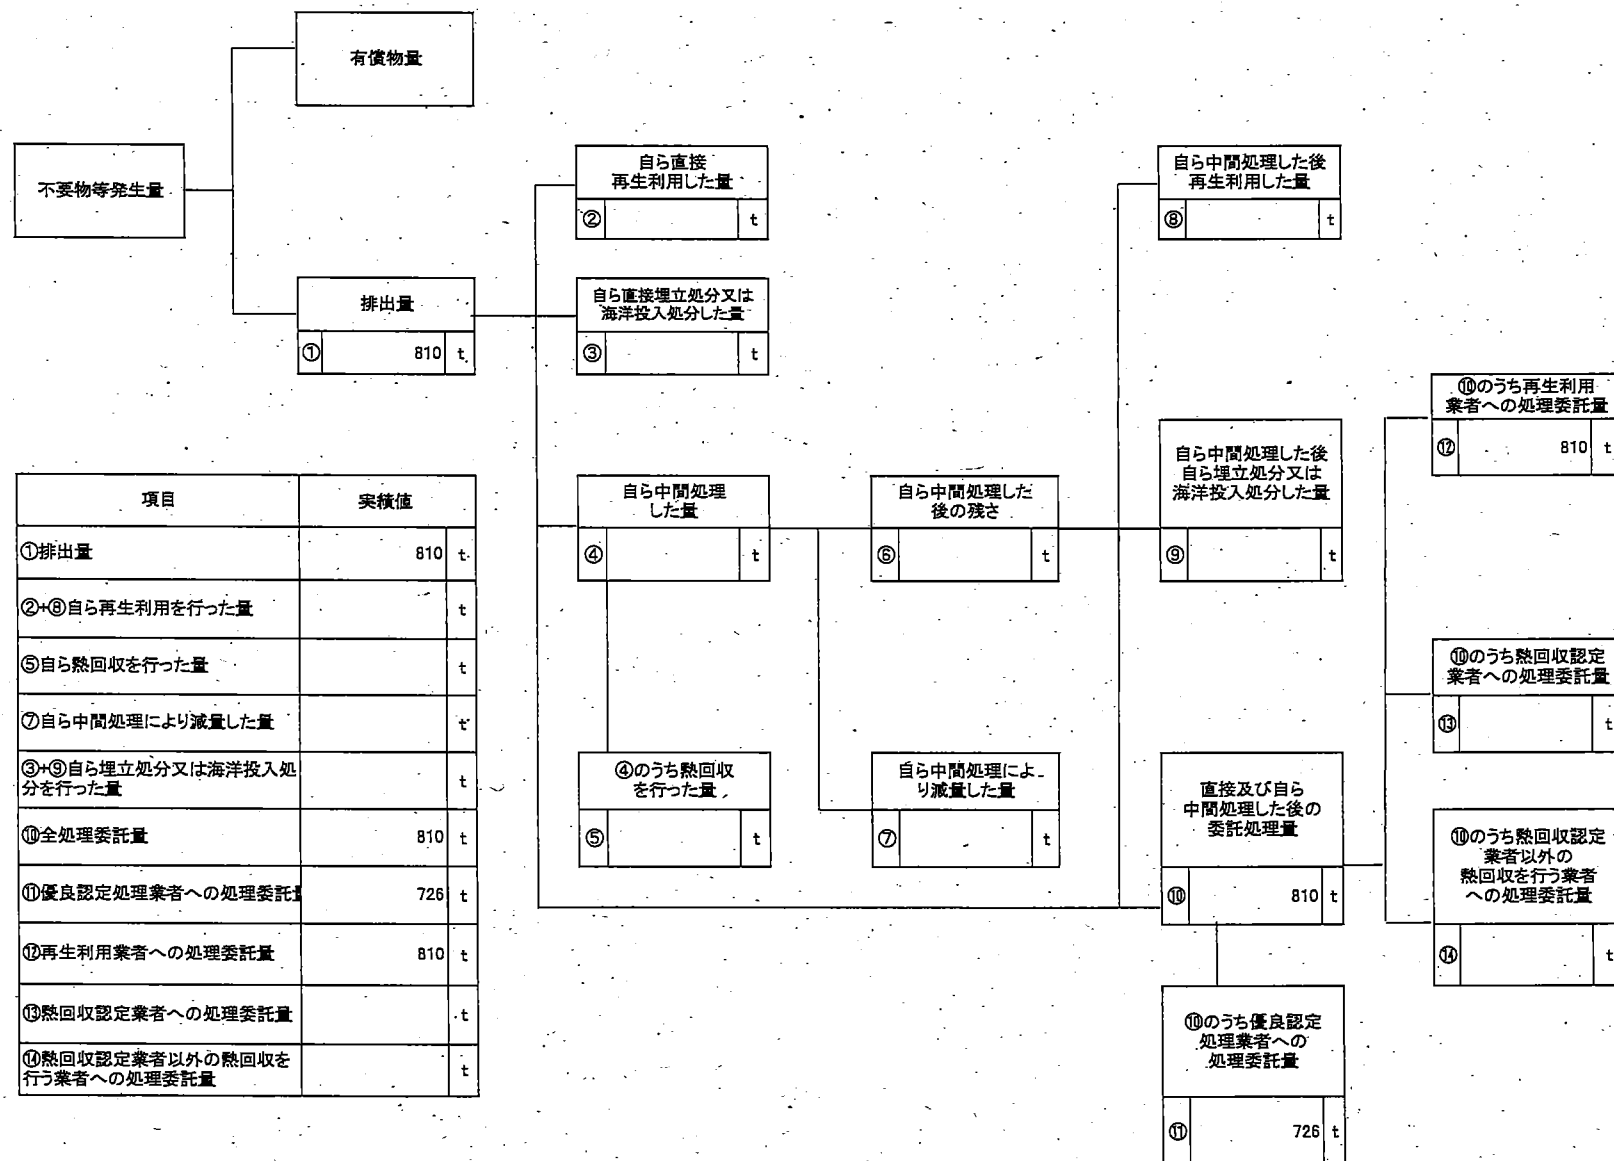 有償物量
不要物等発生量
排出量
① 810 t
自ら直接
再生利用した量
② t
自ら直接埋立処分又は
海洋投入処分した量
③ t
自ら中間処理
した量
④ t
④のうち熱回収
を行った量
⑤ t
自ら中間処理した
後の残さ
⑥ t
自ら中間処理によ
り減量した量
⑦ t
自ら中間処理した後
再生利用した量
⑧ t
自ら中間処理した後
自ら埋立処分又は
海洋投入処分した量
⑨ t
直接及び自ら
中間処理した後の
委託処理量
⑩ 810 t
⑩のうち優良認定
処理業者への
処理委託量
⑪ 726 t
⑩のうち再生利用
業者への処理委託量
⑫ 810 t
⑩のうち熱回収認定
業者への処理委託量
⑬ t
⑩のうち熱回収認定
業者以外の
熱回収を行う業者
への処理委託量
⑭ t
項目 実績値
①排出量 810 t
②+⑧自ら再生利用を行った量 t
⑤自ら熱回収を行った量 t
⑦自ら中間処理により減量した量 t
③+⑨自ら埋立処分又は海洋投入処
分を行った量 t
⑩全処理委託量 810 t
⑪優良認定処理業者への処理委託量 726 t
⑫再生利用業者への処理委託量 810 t
⑬熱回収認定業者への処理委託量 t
⑭熱回収認定業者以外の熱回収を
行う業者への処理委託量 t